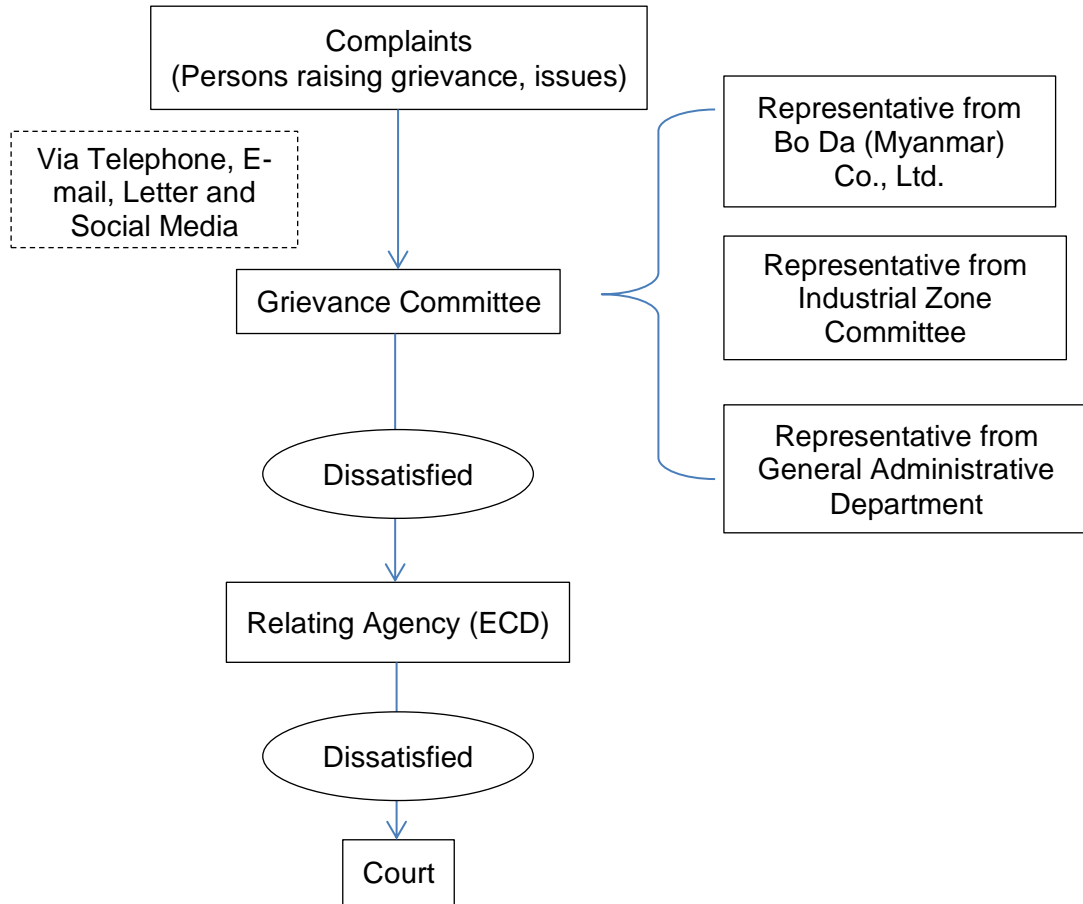 Complaints
(Persons raising grievance, issues)
Via Telephone, E-
mail, Letter and
Social Media
Grievance Committee
Representative from
Bo Da (Myanmar)
Co., Ltd.
Representative from
Industrial Zone
Committee
Representative from
General Administrative
Department
Dissatisfied
Relating Agency (ECD)
Dissatisfied
Court